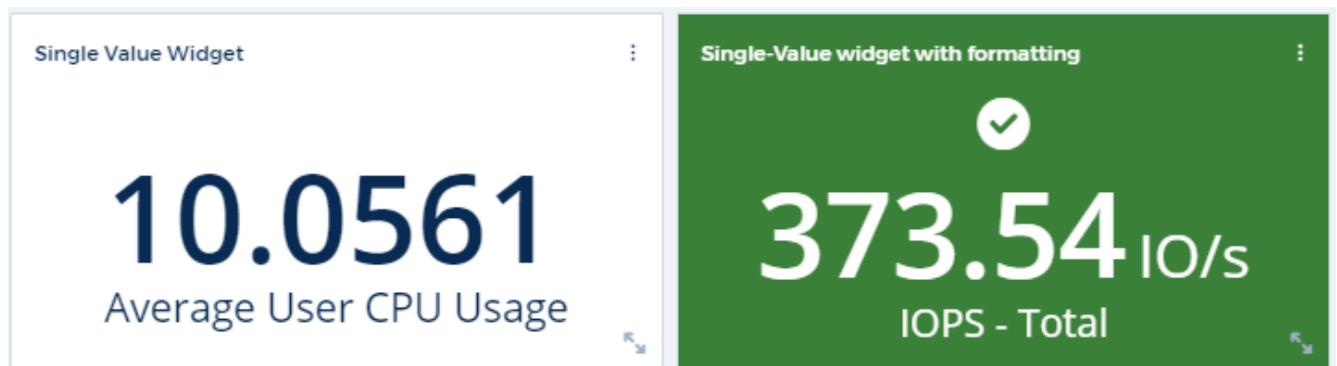 Single Value Widget
10.0561
Average User CPU Usage
Single-Value widget with formatting
373.54 IO/s
IOPS - Total